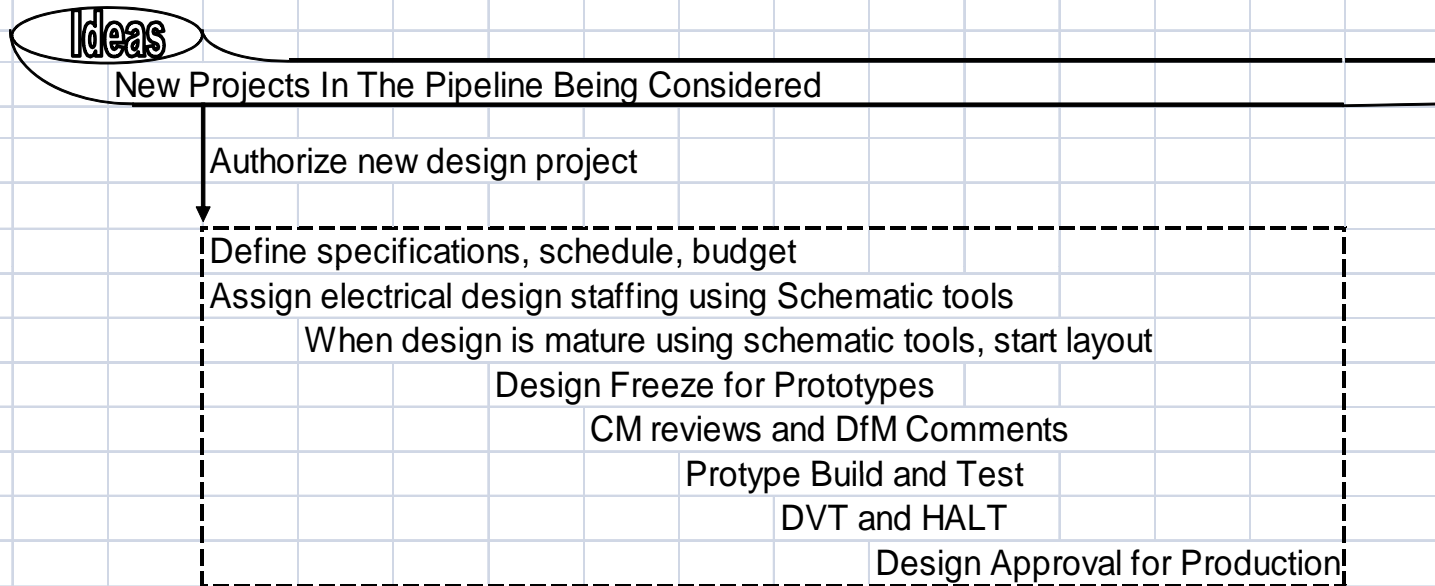 Ideas
New Projects In The Pipeline Being Considered
Authorize new design project
Define specifications, schedule, budget
Assign electrical design staffing using Schematic tools
When design is mature using schematic tools, start layout
Design Freeze for Prototypes
CM reviews and DfM Comments
Protype Build and Test
DVT and HALT
Design Approval for Production